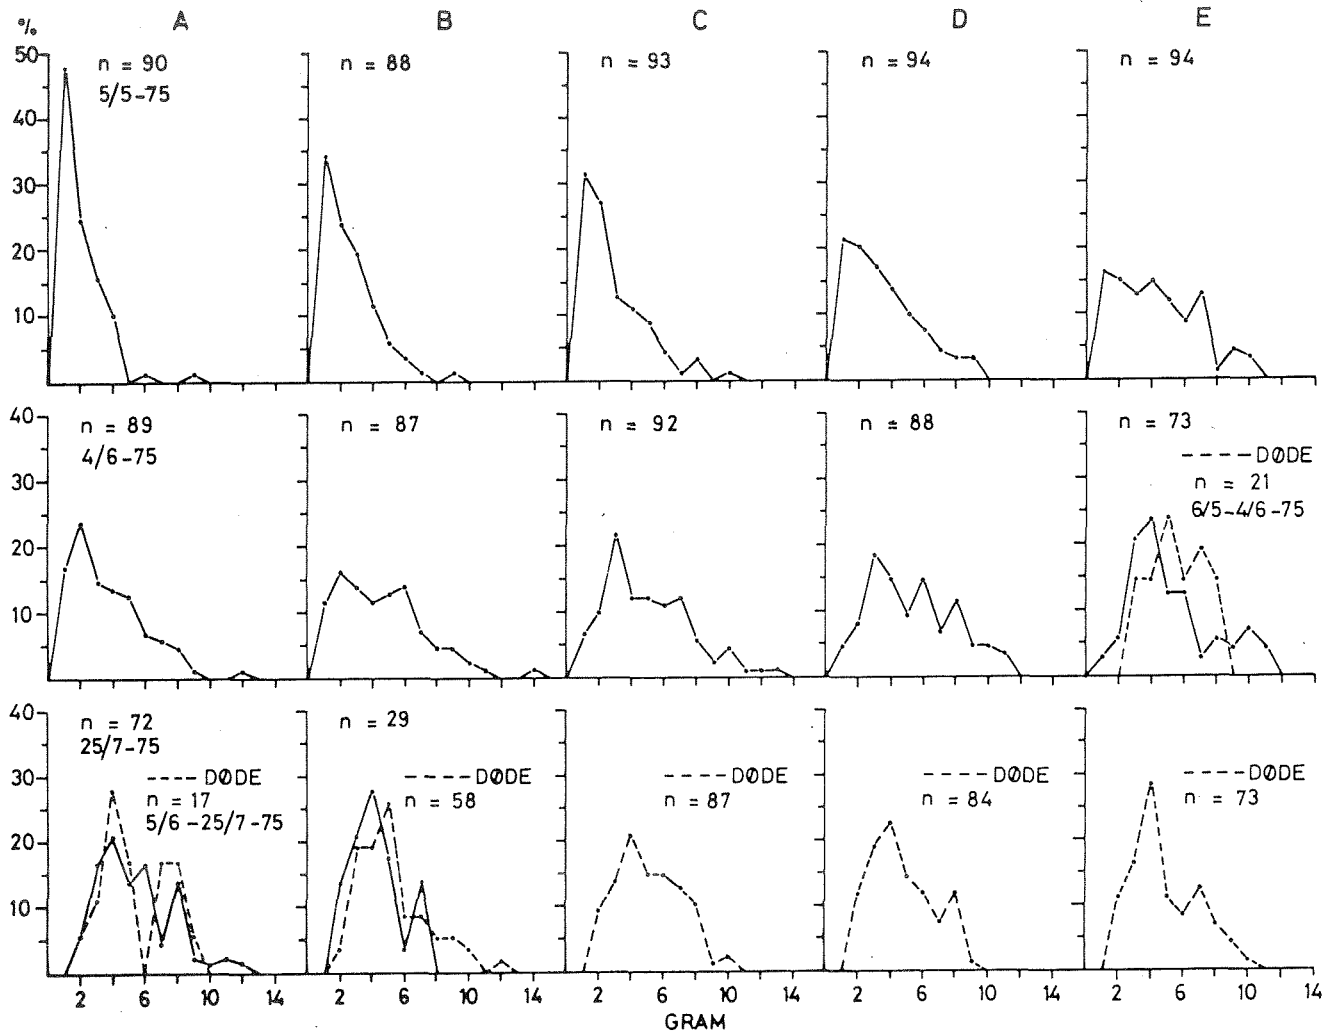 A B C D E
%
50
40
30
20
10
n = 90
5/5-75
n = 88
n = 93
n = 94
n = 94
40
30
20
10
n = 89
4/6-75
n = 87
n = 92
n = 88
n = 73
---- DØDE
n = 21
6/5-4/6-75
40
30
20
10
n = 72
25/7-75
---- DØDE
n = 17
5/6-25/7-75
n = 29
---- DØDE
n = 58
---- DØDE
n = 87
---- DØDE
n = 84
---- DØDE
n = 73
2 6 10 14 2 6 10 14 2 6 10 14 2 6 10 14 2 6 10 14
GRAM